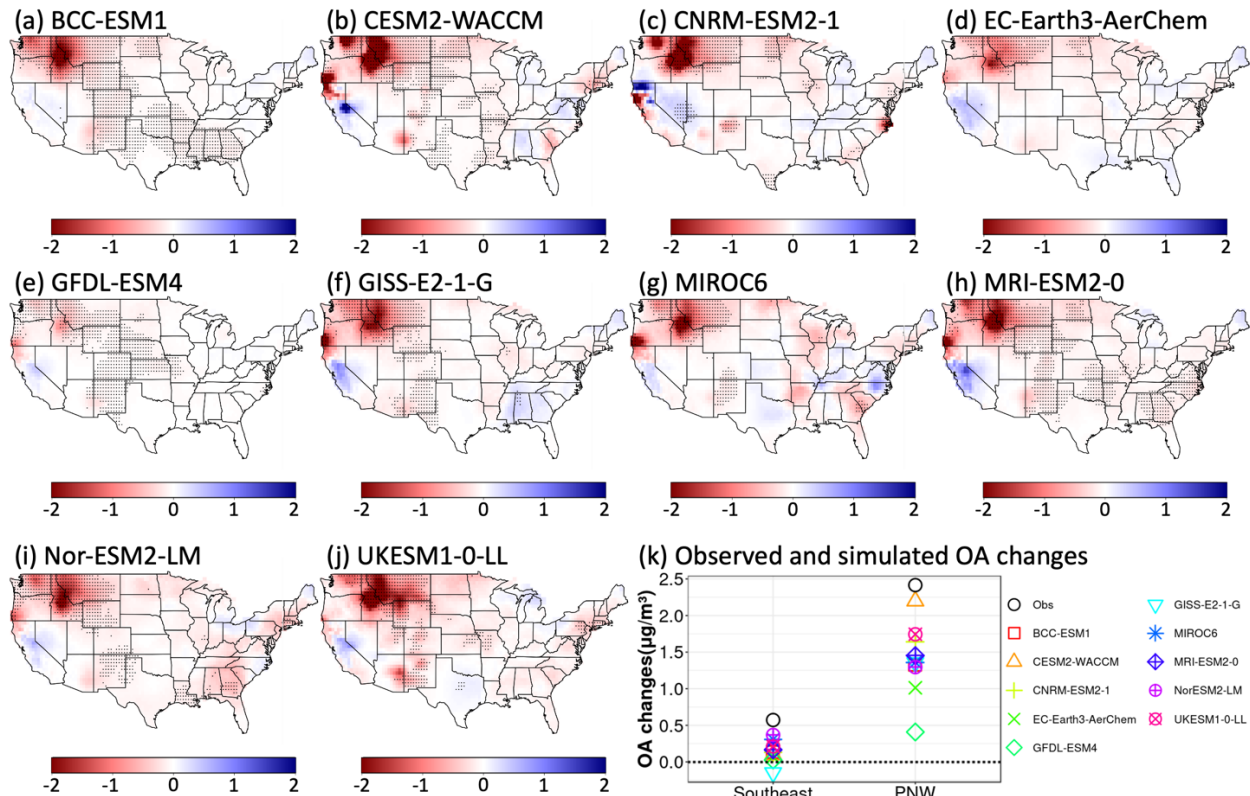 (a) BCC-ESM1
(b) CESM2-WACCM
(c) CNRM-ESM2-1
(d) EC-Earth3-AerChem
-2 -1 0 1 2
-2 -1 0 1 2
-2 -1 0 1 2
-2 -1 0 1 2
(e) GFDL-ESM4
(f) GISS-E2-1-G
(g) MIROC6
(h) MRI-ESM2-0
-2 -1 0 1 2
-2 -1 0 1 2
-2 -1 0 1 2
-2 -1 0 1 2
(i) Nor-ESM2-LM
(j) UKESM1-0-LL
(k) Observed and simulated OA changes
-2 -1 0 1 2
-2 -1 0 1 2
OA changes(μg/m³)
2.5
2.0
1.5
1.0
0.5
0.0
Southeast
PNW
Obs
BCC-ESM1
CESM2-WACCM
CNRM-ESM2-1
EC-Earth3-AerChem
GFDL-ESM4
GISS-E2-1-G
MIROC6
MRI-ESM2-0
NorESM2-LM
UKESM1-0-LL